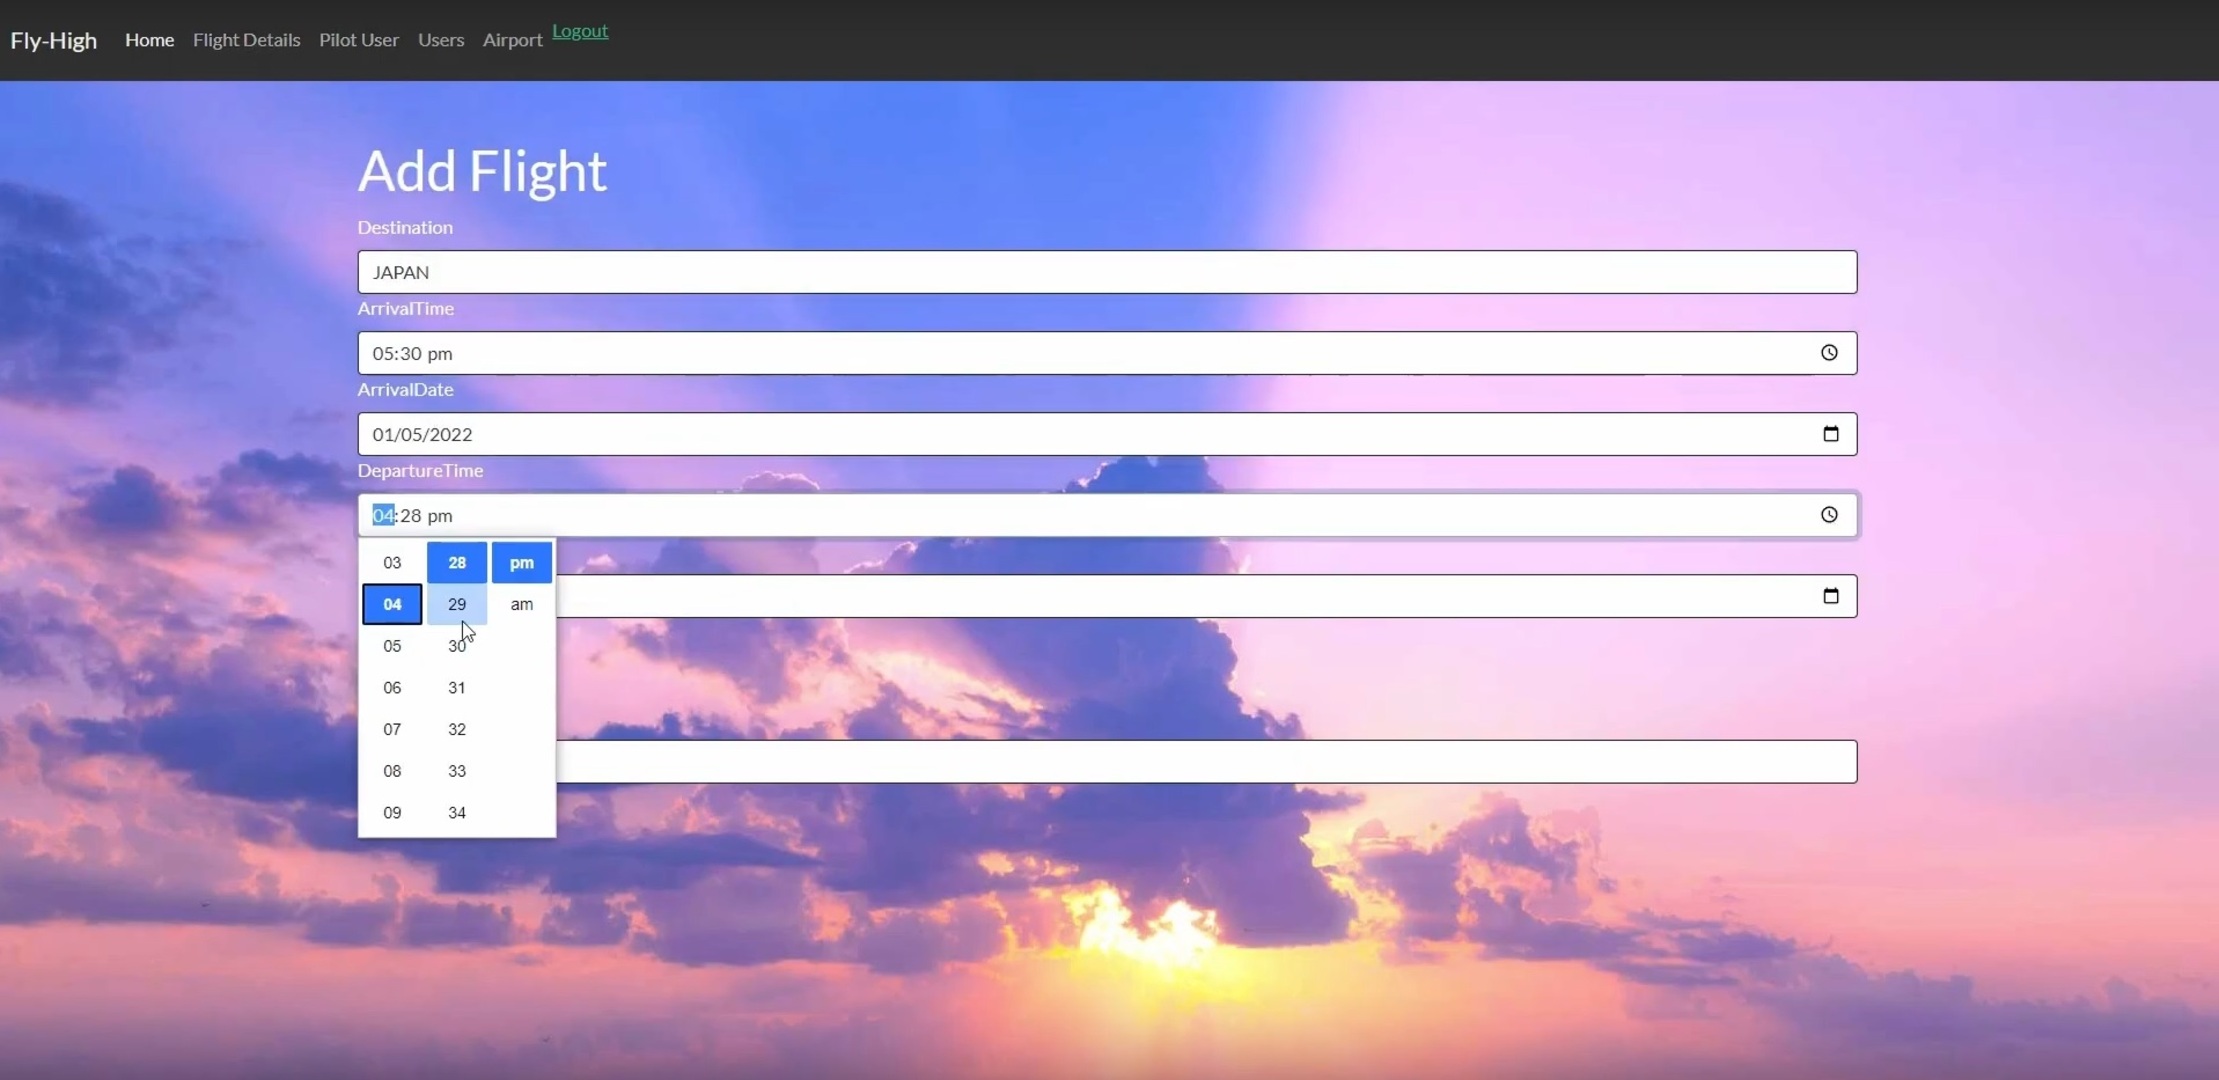 Fly-High Home Flight Details Pilot User Users Airport Logout
Add Flight
Destination
JAPAN
ArrivalTime
05:30 pm
ArrivalDate
01/05/2022
DepartureTime
04:28 pm
03 28 pm
04 29 am
05 30
06 31
07 32
08 33
09 34